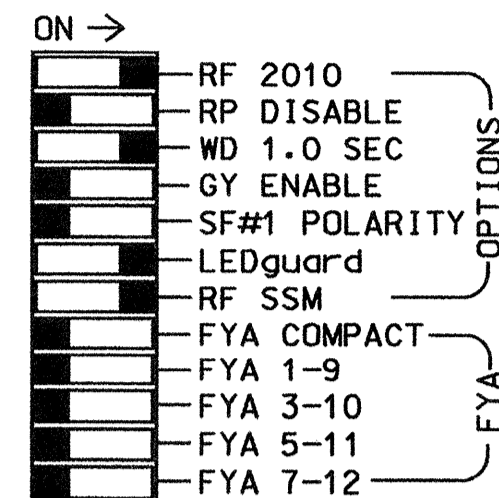 ON →
RF 2010
RP DISABLE
WD 1.0 SEC
GY ENABLE
SF#1 POLARITY
LEDguard
RF SSM
OPTIONS
FYA COMPACT
FYA 1-9
FYA 3-10
FYA 5-11
FYA 7-12
FYA